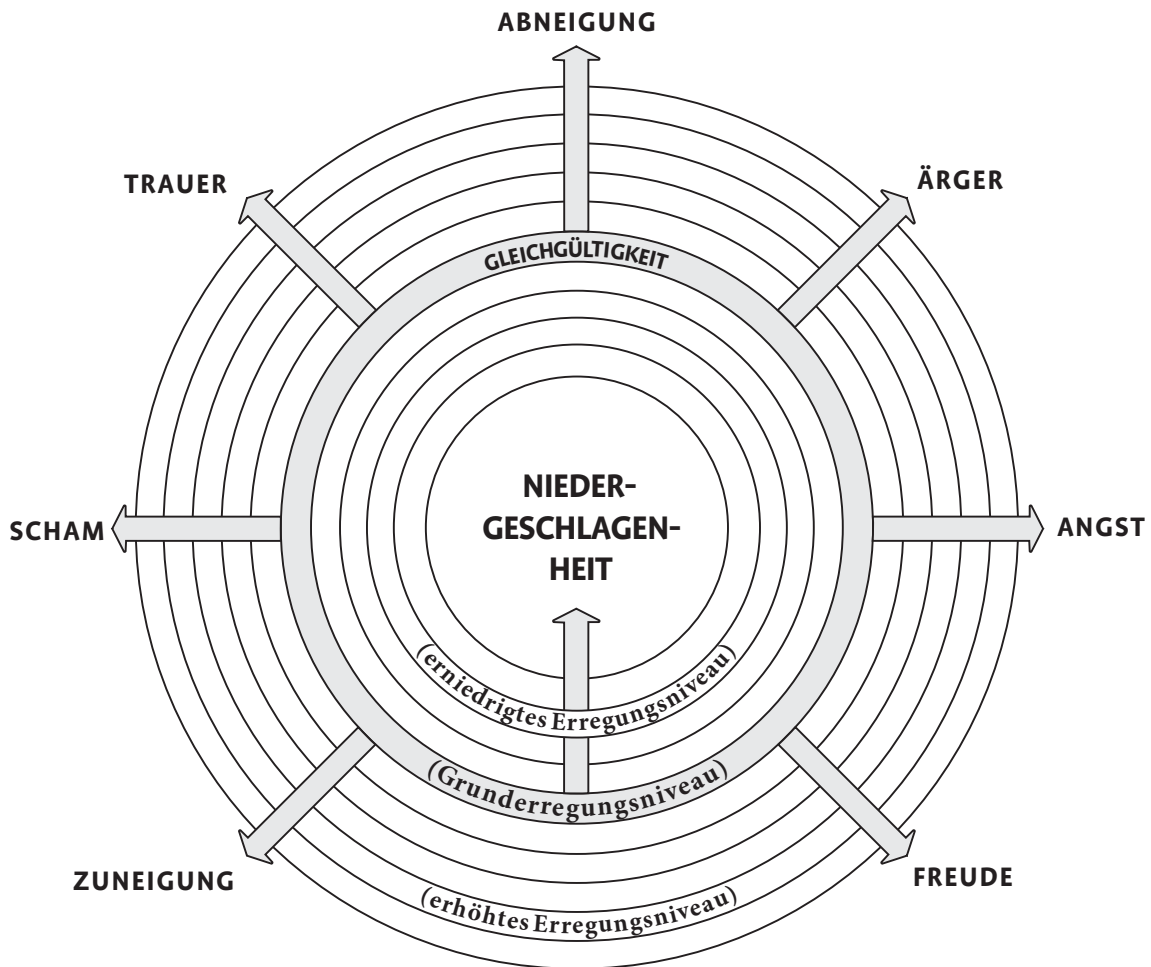 ABNEIGUNG
TRAUER
ÄRGER
GLEICHGÜLTIGKEIT
NIEDER-
GESCHLAGEN-
HEIT
SCHAM
ANGST
(erniedrigtes Erregungsniveau)
(Grunderregungsniveau)
ZUNEIGUNG
FREUDE
(erhöhtes Erregungsniveau)